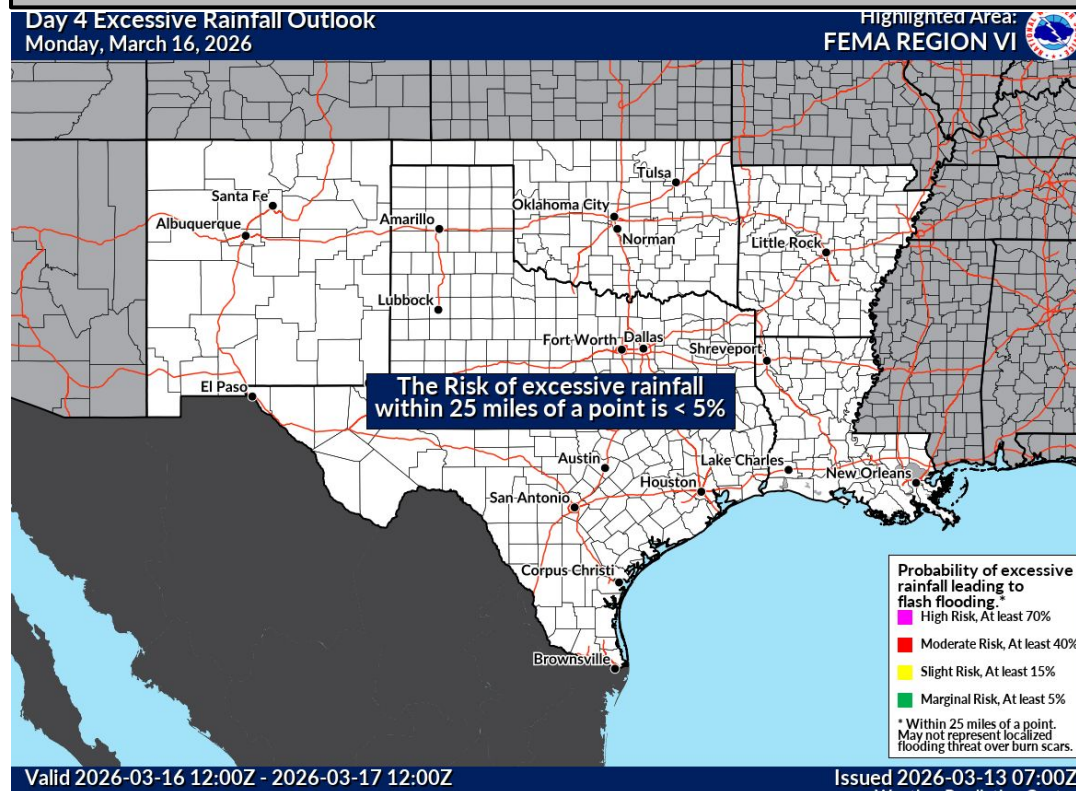 Day 4 Excessive Rainfall Outlook
Monday, March 16, 2026
Highlighted Area:
FEMA REGION VI
Tulsa
Santa Fe
Oklahoma City
Albuquerque
Amarillo
Norman
Little Rock
Lubbock
Fort Worth
Dallas
Shreveport
El Paso
The Risk of excessive rainfall
within 25 miles of a point is < 5%
Austin
Lake Charles
Houston
New Orleans
San Antonio
Corpus Christi
Brownsville
Probability of excessive
rainfall leading to
flash flooding.*
High Risk, At least 70%
Moderate Risk, At least 40%
Slight Risk, At least 15%
Marginal Risk, At least 5%
* Within 25 miles of a point.
May not represent localized
flooding threat over burn scars.
Valid 2026-03-16 12:00Z - 2026-03-17 12:00Z
Issued 2026-03-13 07:00Z